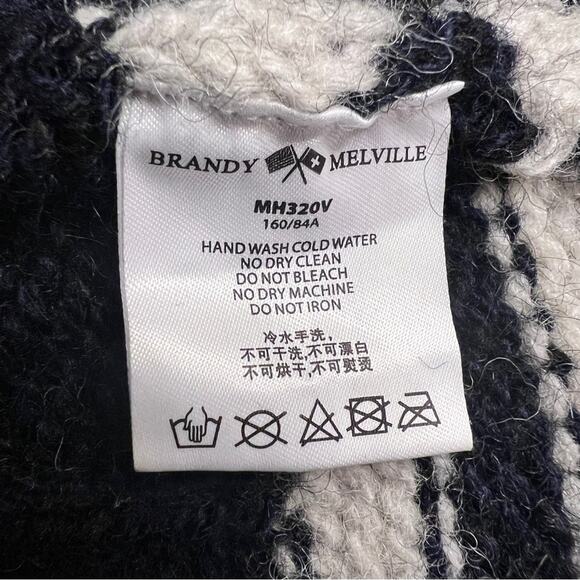 BRANDY MELVILLE
MH320V
160/84A
HAND WASH COLD WATER
NO DRY CLEAN
DO NOT BLEACH
NO DRY MACHINE
DO NOT IRON
冷水手洗,
不可干洗,不可漂白
不可烘干,不可熨烫